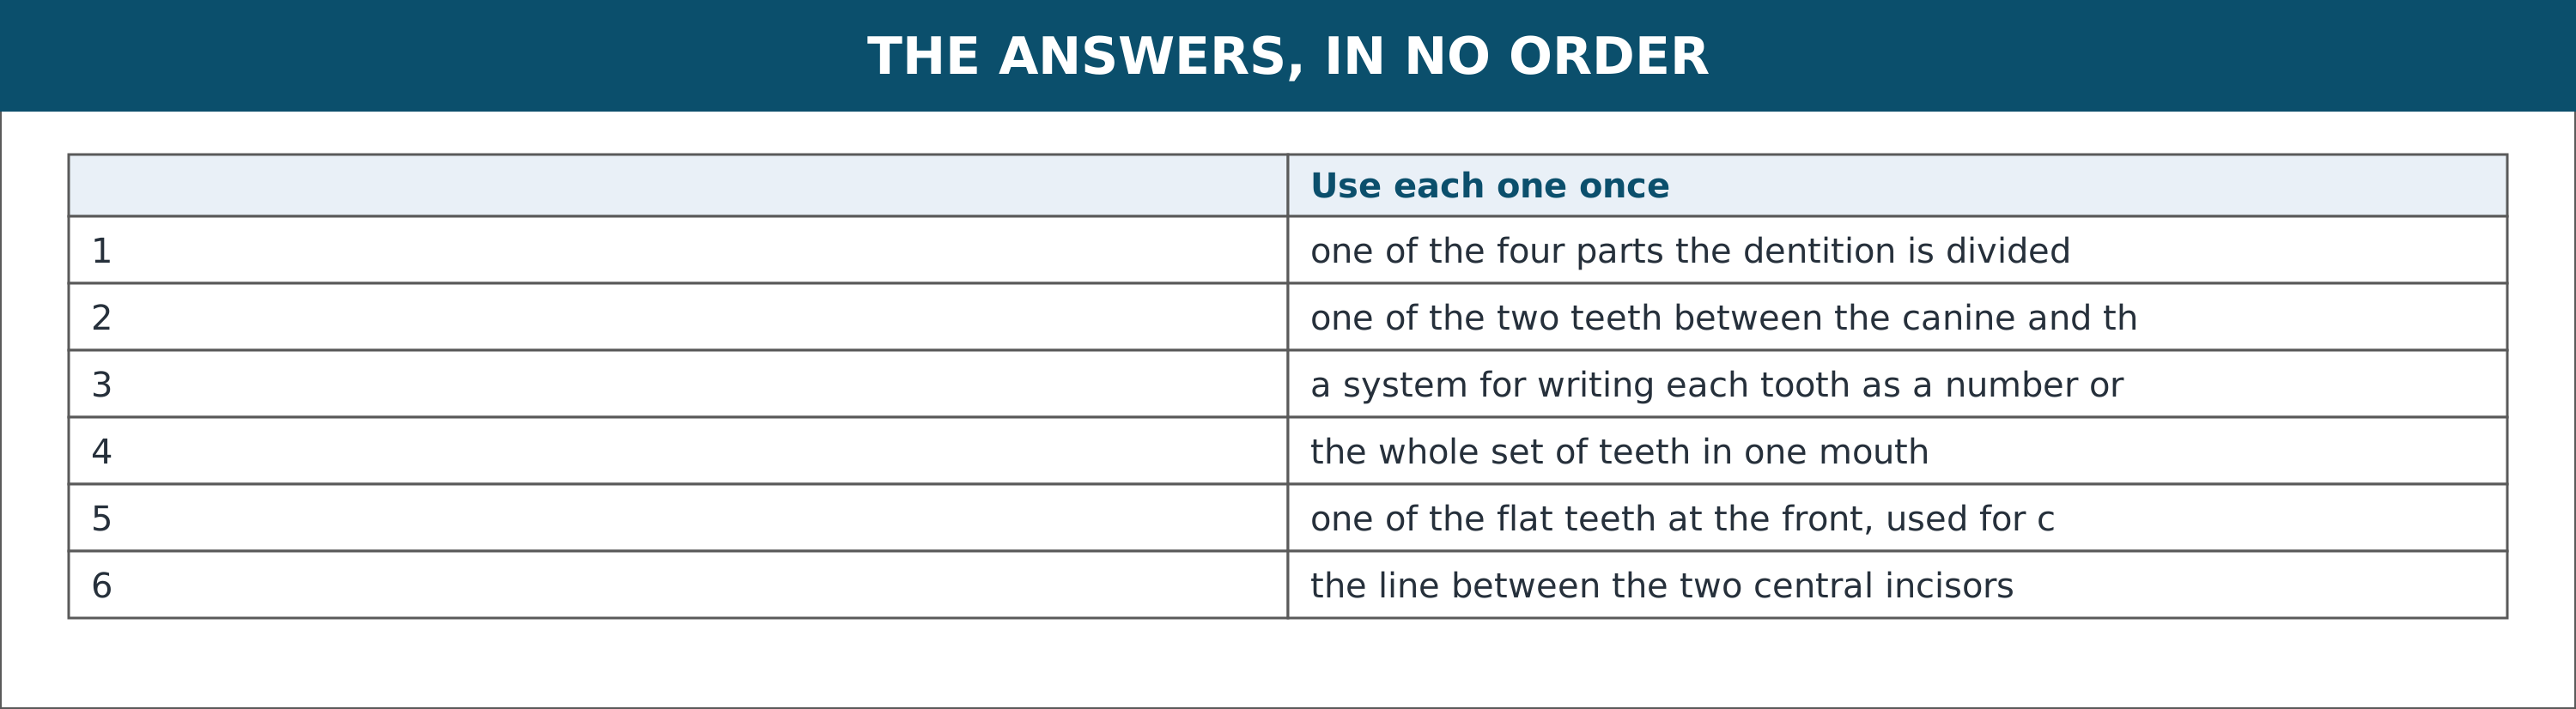 THE ANSWERS, IN NO ORDER
Use each one once
1 one of the four parts the dentition is divided
2 one of the two teeth between the canine and th
3 a system for writing each tooth as a number or
4 the whole set of teeth in one mouth
5 one of the flat teeth at the front, used for c
6 the line between the two central incisors